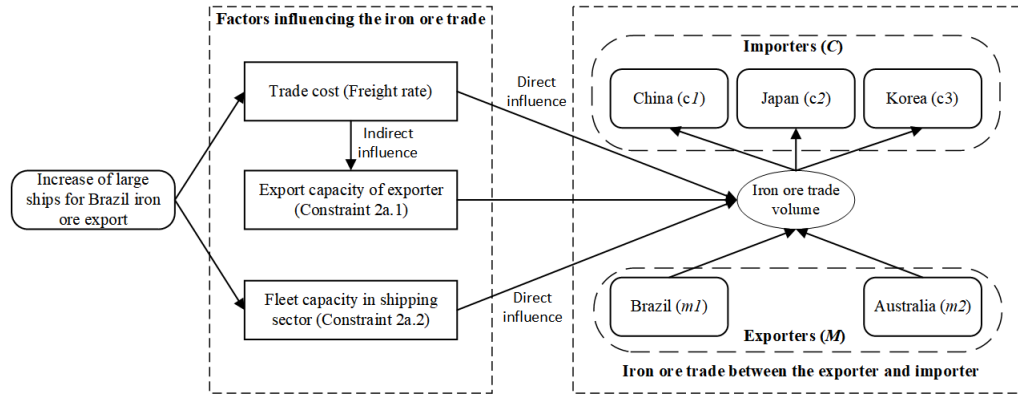 Factors influencing the iron ore trade
Importers (C)
Direct
influence
Trade cost (Freight rate)
China (c1)
Japan (c2)
Korea (c3)
Indirect
influence
Increase of large
ships for Brazil iron
ore export
Export capacity of exporter
(Constraint 2a.1)
Iron ore trade
volume
Fleet capacity in shipping
sector (Constraint 2a.2)
Direct
influence
Brazil (m1)
Australia (m2)
Exporters (M)
Iron ore trade between the exporter and importer